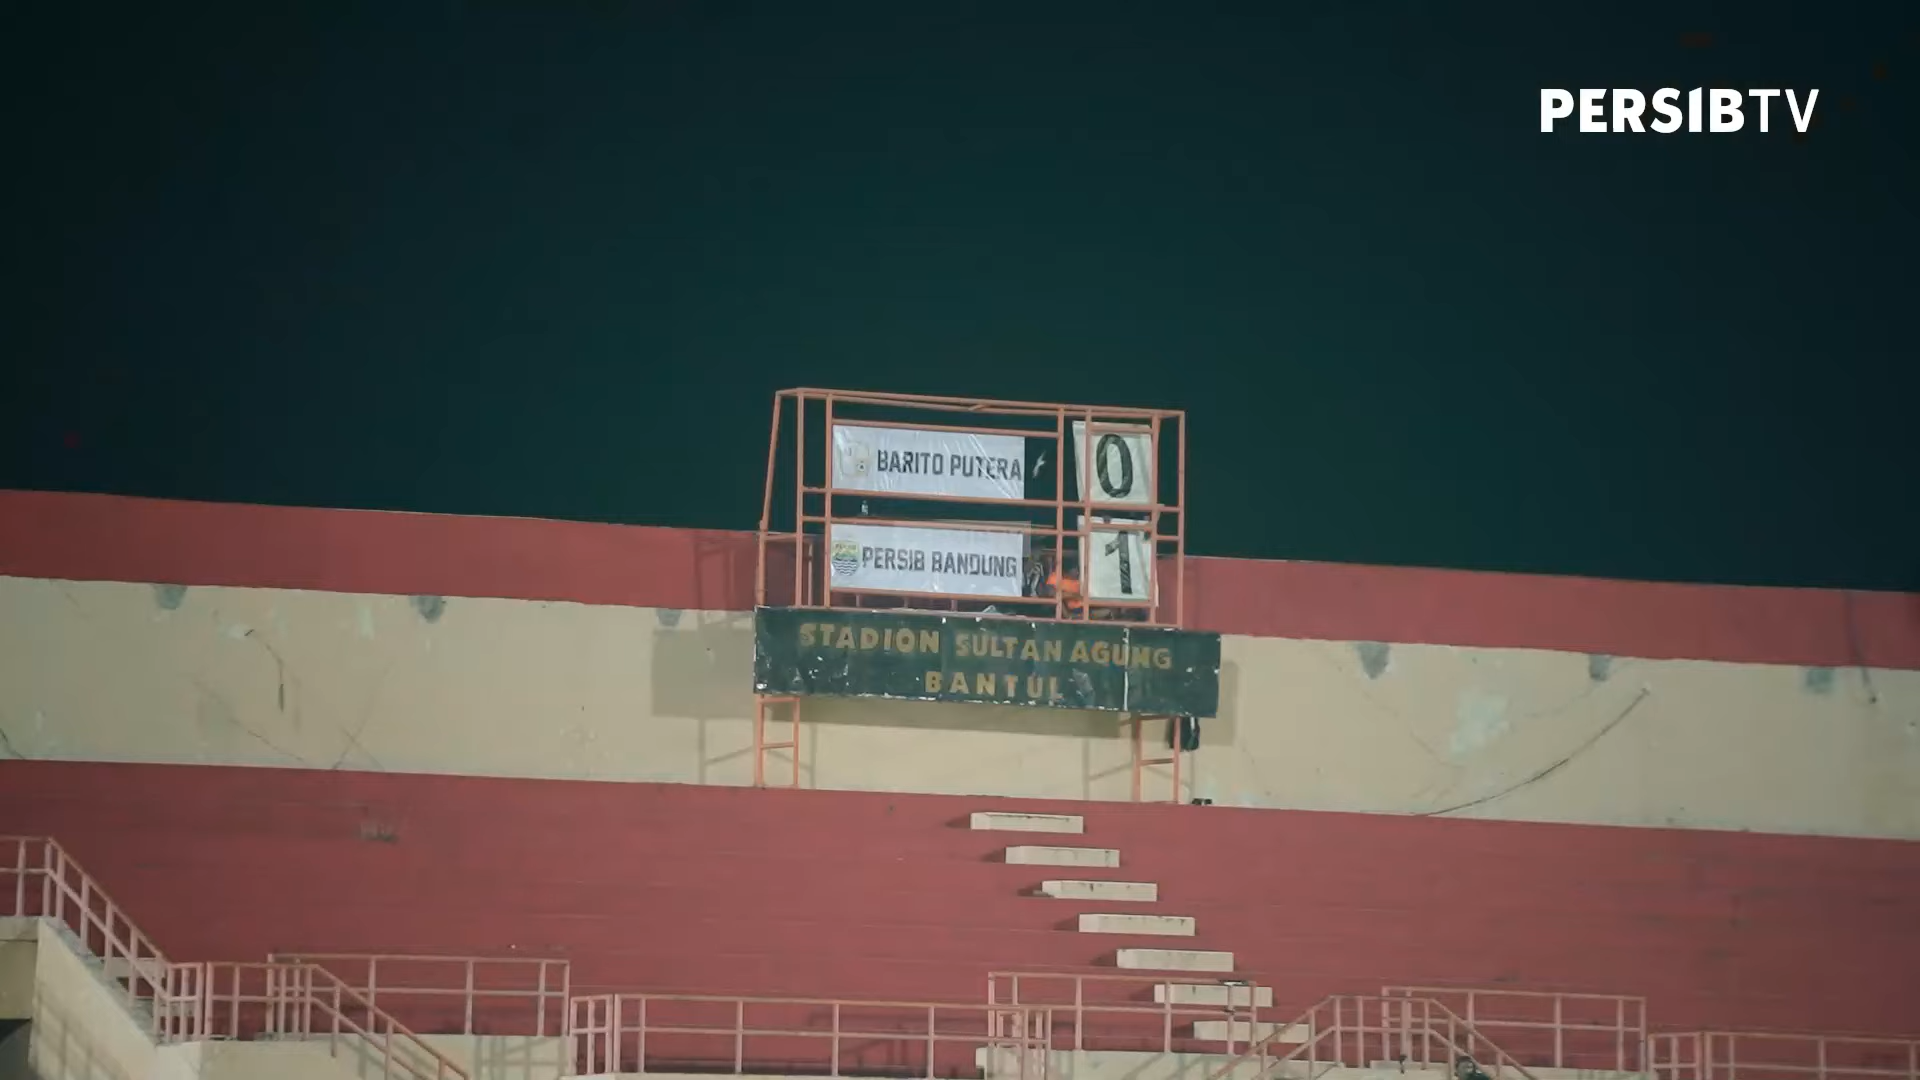 PERSIBTV
BARITO PUTERA
0
PERSIB BANDUNG
1
STADION SULTAN AGUNG
BANTUL